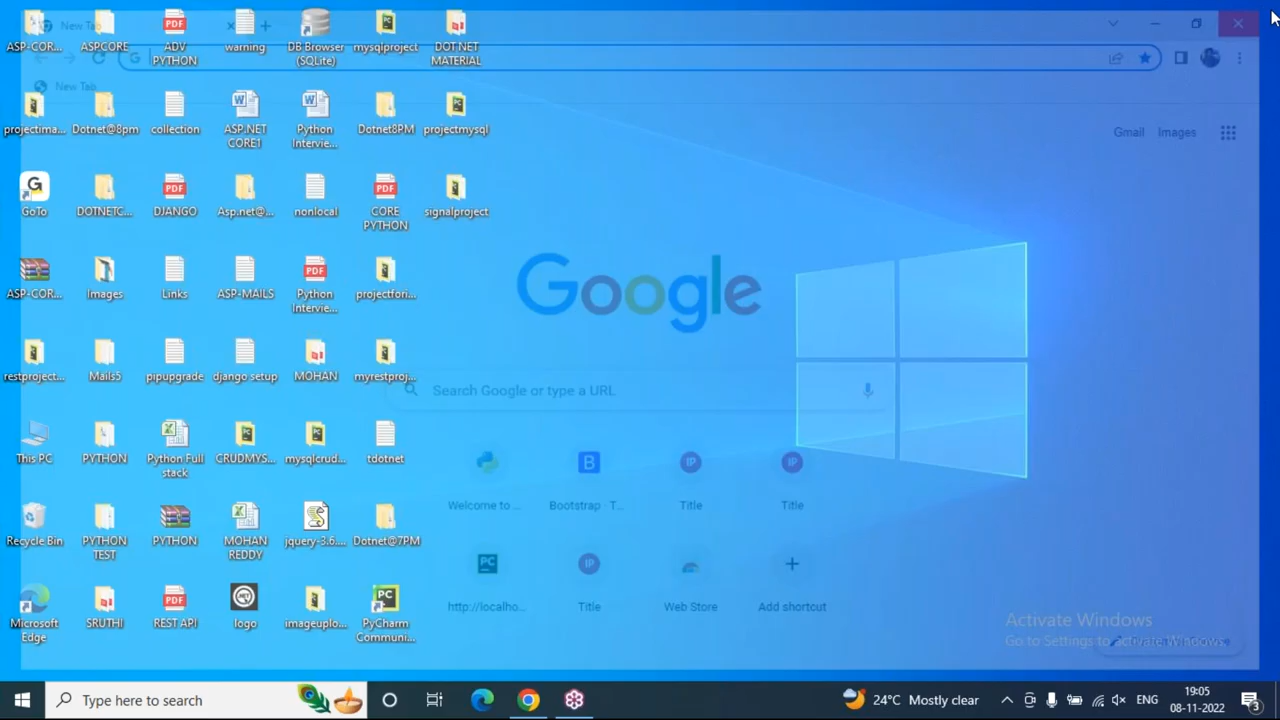 New Tab
New Tab
Gmail Images
Google
Search Google or type a URL
Welcome to ...
Bootstrap · T...
Title
Title
http://localho...
Title
Web Store
Add shortcut
ASP-COR...
ASPCORE
ADV
PYTHON
warning
DB Browser
(SQLite)
mysqlproject
DOT NET
MATERIAL
projectima...
Dotnet@8pm
collection
ASP.NET
CORE1
Python
Intervie...
Dotnet8PM
projectmysql
GoTo
DOTNETC...
DJANGO
Asp.net@...
nonlocal
CORE
PYTHON
signalproject
ASP-COR...
Images
Links
ASP-MAILS
Python
Intervie...
projectfori...
restproject...
Mails5
pipupgrade
django setup
MOHAN
myrestproj...
This PC
PYTHON
Python Full
stack
CRUDMYS...
mysqlcrud...
tdotnet
Recycle Bin
PYTHON
TEST
PYTHON
MOHAN
REDDY
jquery-3.6....
Dotnet@7PM
Microsoft
Edge
SRUTHI
REST API
logo
imageuplo...
PyCharm
Communi...
Activate Windows
Go to Settings to Activate Windows.
Type here to search
24°C Mostly clear
ENG
19:05
08-11-2022
3